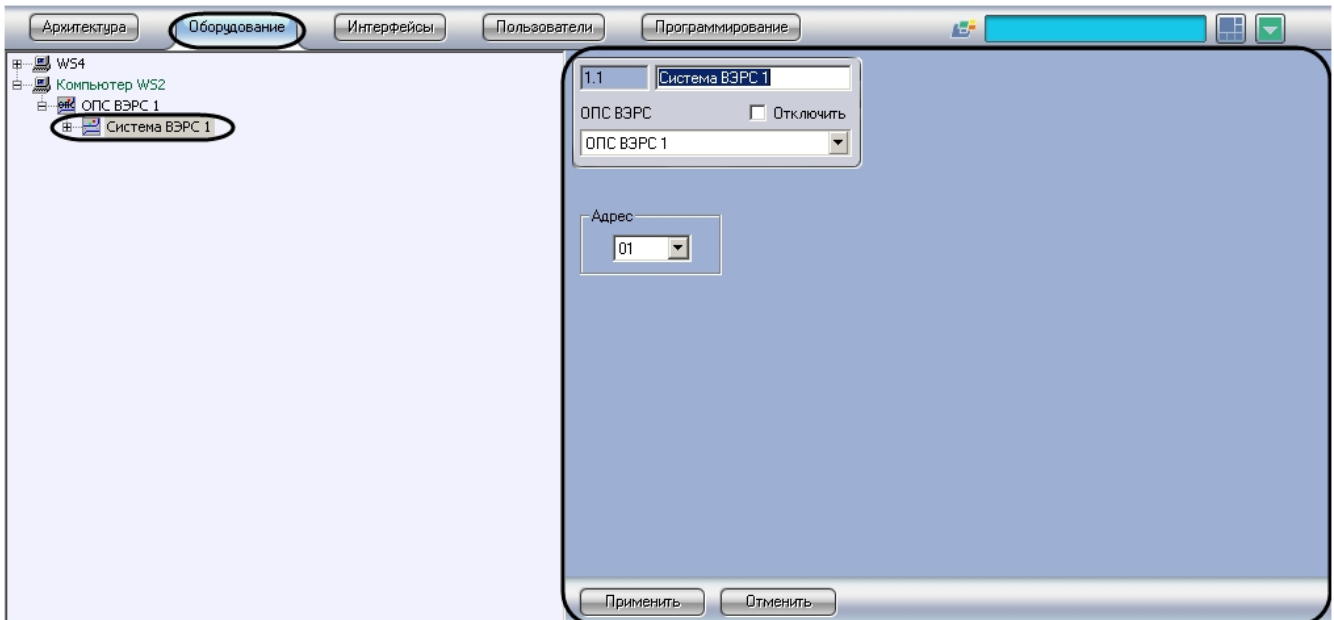 Архитектура Оборудование Интерфейсы Пользователи Программирование
WS4
Компьютер WS2
ОПС ВЭРС 1
Система ВЭРС 1
1.1 Система ВЭРС 1
ОПС ВЭРС Отключить
ОПС ВЭРС 1
Адрес
01
Применить Отменить